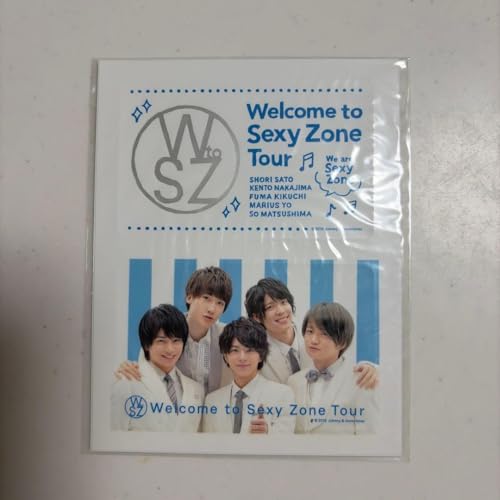 W
to
SZ
Welcome to
Sexy Zone
Tour
We are
Sexy
Zone
SHORI SATO
KENTO NAKAJIMA
FUMA KIKUCHI
MARIUS YO
SO MATSUSHIMA
W
SZ
Welcome to Sexy Zone Tour